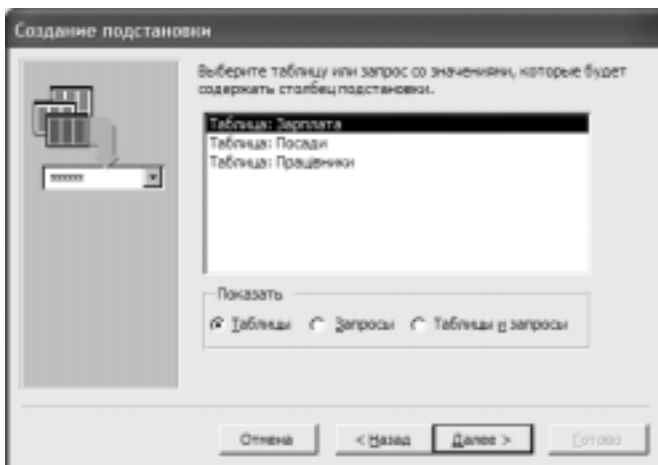 Создание подстановки
Выберите таблицу или запрос со значениями, которые будет
содержать столбец подстановки.
Таблица: Зарплата
Таблица: Посади
Таблица: Працівники
xxxxxx
Показать
Таблицы Запросы Таблицы и запросы
Отмена < Назад Далее > Готово